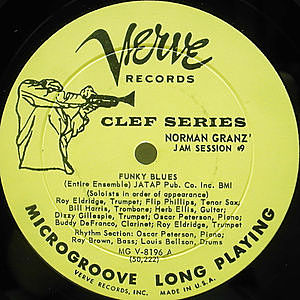 Verve
RECORDS
CLEF SERIES
NORMAN GRANZ'
JAM SESSION #9
FUNKY BLUES
(Entire Ensemble) JATAP Pub. Co. Inc. BMI
(Soloists in order of appearance)
Roy Eldridge, Trumpet; Flip Phillips, Tenor Sax;
Bill Harris, Trombone; Herb Ellis, Guitar;
Dizzy Gillespie, Trumpet; Oscar Peterson, Piano;
Buddy DeFranco, Clarinet; Roy Eldridge, Trumpet
Rhythm Section: Oscar Peterson, Piano;
Ray Brown, Bass; Louis Bellson, Drums
MG V-8196 A
(50,222)
MICROGROOVE LONG PLAYING
VERVE RECORDS, INC. MADE IN U.S.A.